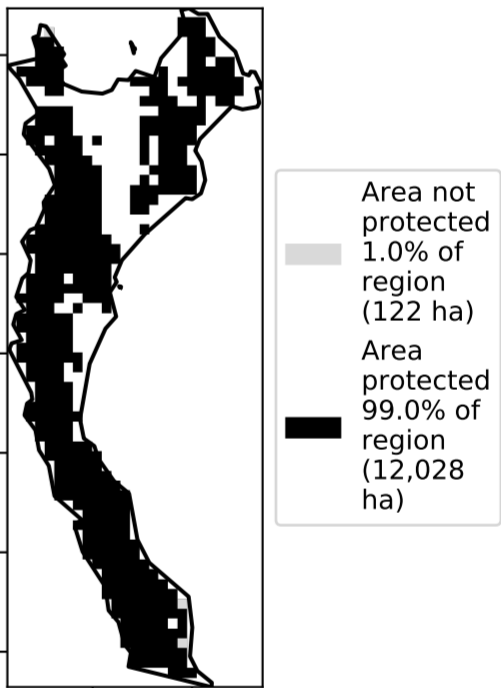 Area not
protected
1.0% of
region
(122 ha)
Area
protected
99.0% of
region
(12,028
ha)